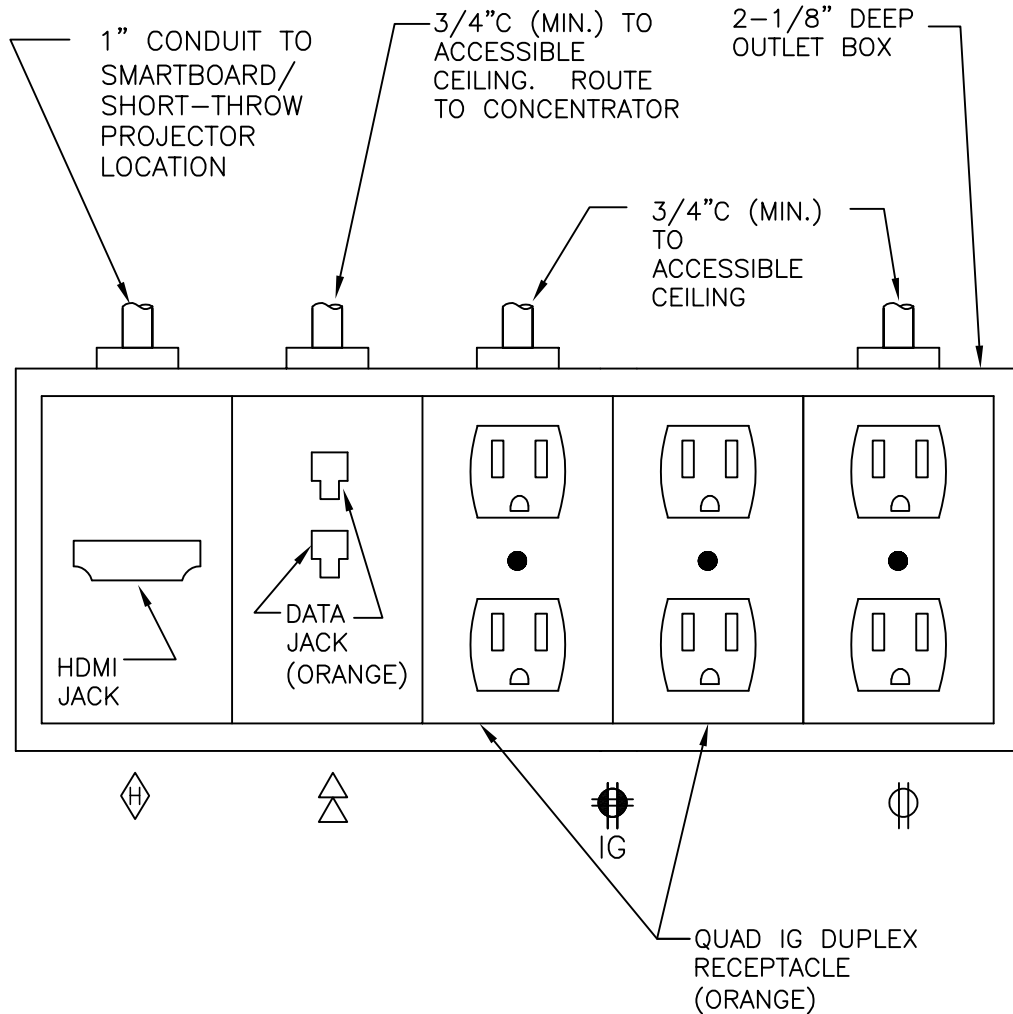 1” CONDUIT TO
SMARTBOARD/
SHORT-THROW
PROJECTOR
LOCATION
3/4”C (MIN.) TO
ACCESSIBLE
CEILING. ROUTE
TO CONCENTRATOR
2-1/8” DEEP
OUTLET BOX
3/4”C (MIN.)
TO
ACCESSIBLE
CEILING
HDMI
JACK
DATA
JACK
(ORANGE)
H
IG
QUAD IG DUPLEX
RECEPTACLE
(ORANGE)